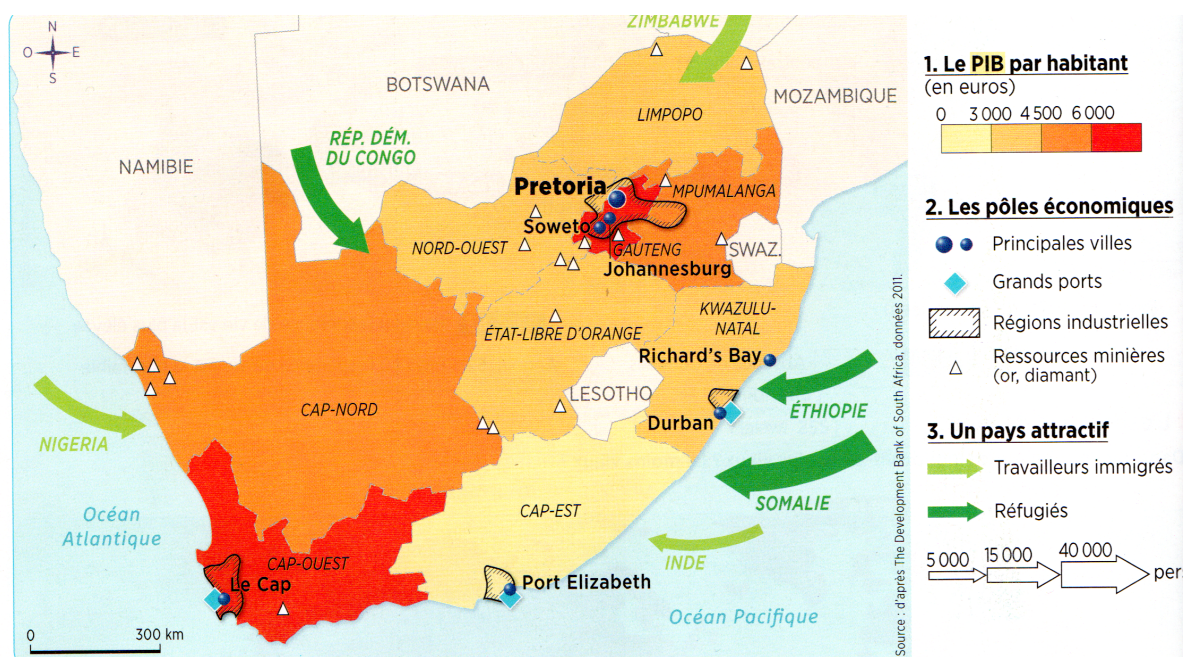 N
O
E
S
ZIMBABWE
BOTSWANA
MOZAMBIQUE
LIMPOPO
RÉP. DÉM.
DU CONGO
NAMIBIE
Pretoria
MPUMALANGA
Soweto
NORD-OUEST
GAUTENG
SWAZ.
Johannesburg
KWAZULU-
NATAL
ÉTAT-LIBRE D'ORANGE
Richard's Bay
LESOTHO
CAP-NORD
ÉTHIOPIE
Durban
NIGERIA
SOMALIE
CAP-EST
Océan
Atlantique
INDE
CAP-OUEST
Le Cap
Port Elizabeth
Océan Pacifique
0 300 km
Source : d'après The Development Bank of South Africa, données 2011.
1. Le PIB par habitant
(en euros)
0 3 000 4 500 6 000
2. Les pôles économiques
Principales villes
Grands ports
Régions industrielles
Ressources minières
(or, diamant)
3. Un pays attractif
Travailleurs immigrés
Réfugiés
5 000 15 000 40 000
per